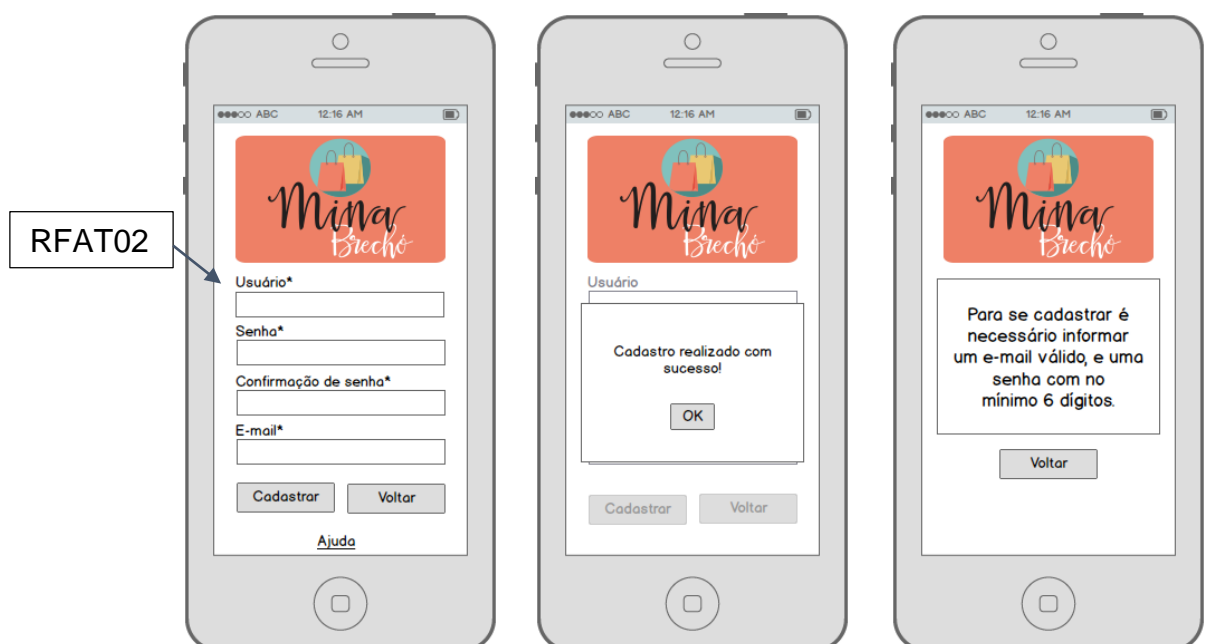 RFAT02
ABC 12:16 AM
Mina
Brechó
Usuário*
Senha*
Confirmação de senha*
E-mail*
Cadastrar Voltar
Ajuda
ABC 12:16 AM
Mina
Brechó
Usuário
Cadastro realizado com
sucesso!
OK
Cadastrar Voltar
ABC 12:16 AM
Mina
Brechó
Para se cadastrar é
necessário informar
um e-mail válido, e uma
senha com no
mínimo 6 dígitos.
Voltar